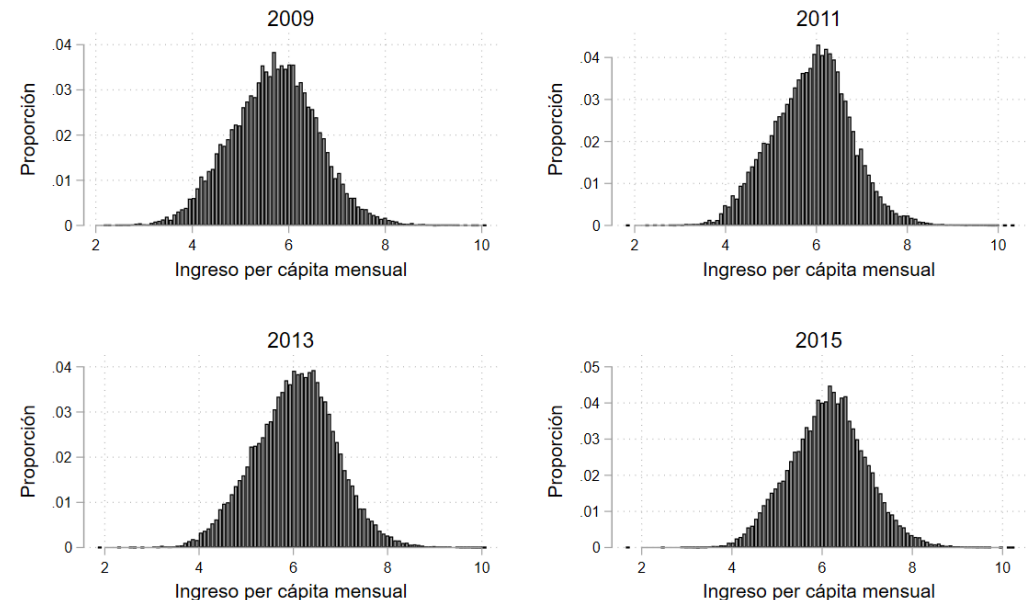 2009
.04
.03
.02
.01
0
Proporción
2 4 6 8 10
Ingreso per cápita mensual
2011
.04
.03
.02
.01
0
Proporción
2 4 6 8 10
Ingreso per cápita mensual
2013
.04
.03
.02
.01
0
Proporción
2 4 6 8 10
Ingreso per cápita mensual
2015
.05
.04
.03
.02
.01
0
Proporción
2 4 6 8 10
Ingreso per cápita mensual